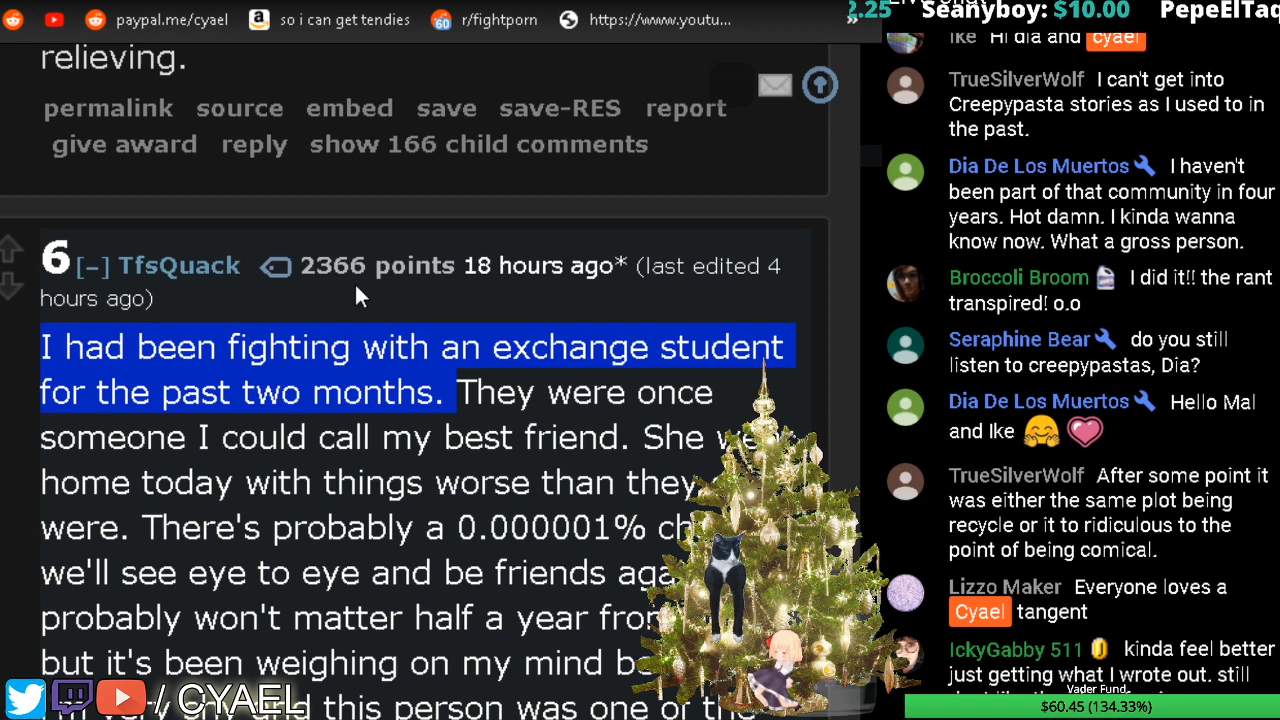 paypal.me/cyael so i can get tendies r/fightporn https://www.youtu... »
relieving.
permalink source embed save save-RES report
give award reply show 166 child comments
6 [–] TfsQuack 2366 points 18 hours ago* (last edited 4
hours ago)
I had been fighting with an exchange student
for the past two months. They were once
someone I could call my best friend. She
home today with things worse than they
were. There's probably a 0.000001%
we'll see eye to eye and be friends
probably won't matter half a year
but it's been weighing on my mind
this person was one or the
/ CYAEL
2.25 Seanyboy: $10.00
Ike Hi dia and cyael
TrueSilverWolf I can't get into
Creepypasta stories as I used to in
the past.
Dia De Los Muertos I haven't
been part of that community in four
years. Hot damn. I kinda wanna
know now. What a gross person.
Broccoli Broom I did it!! the rant
transpired! o.o
Seraphine Bear do you still
listen to creepypastas, Dia?
Dia De Los Muertos Hello Mal
and Ike
TrueSilverWolf After some point it
was either the same plot being
recycle or it to ridiculous to the
point of being comical.
Lizzo Maker Everyone loves a
Cyael tangent
IckyGabby 511 kinda feel better
just getting what I wrote out. still
Vader Fund
$60.45 (134.33%)